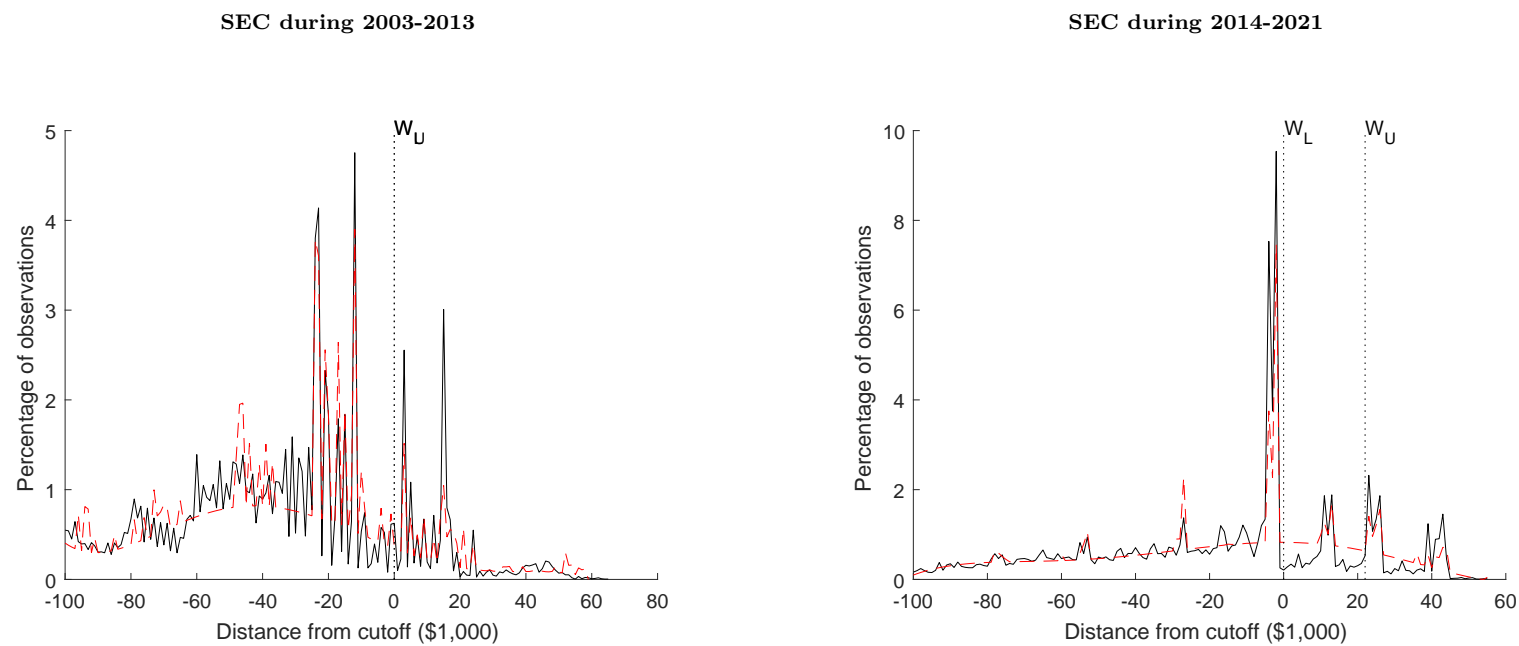 SEC during 2003-2013
5
4
3
2
1
0
-100 -80 -60 -40 -20 0 20 40 60 80
Percentage of observations
Distance from cutoff ($1,000)
SEC during 2014-2021
W_L W_U
10
8
6
4
2
0
-100 -80 -60 -40 -20 0 20 40 60
Percentage of observations
Distance from cutoff ($1,000)